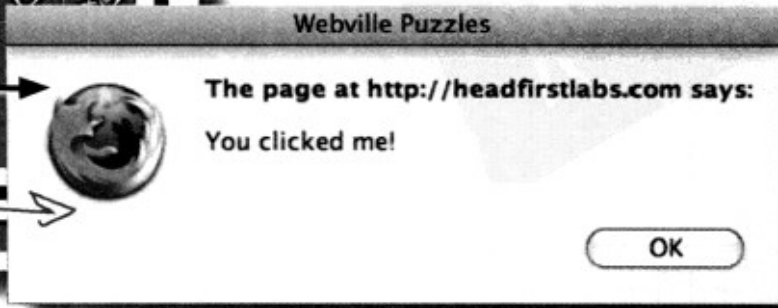 Webville Puzzles
The page at http://headfirstlabs.com says:
You clicked me!
OK